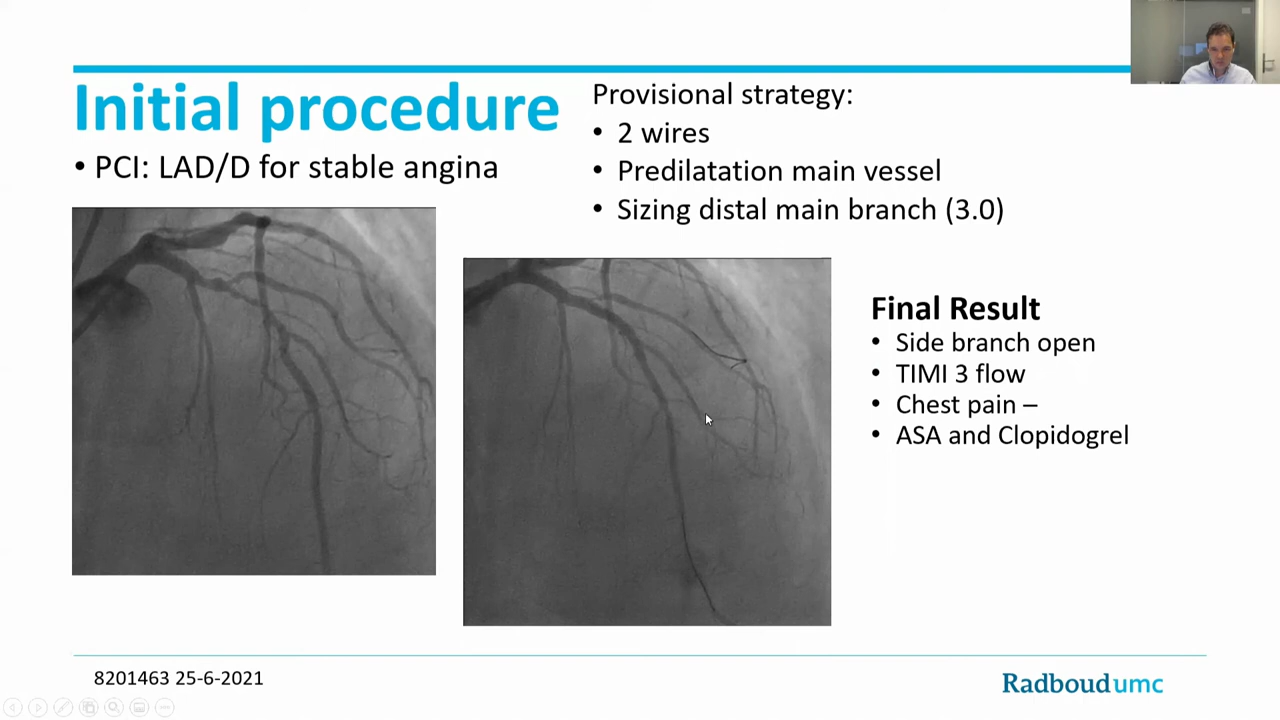 Initial procedure
• PCI: LAD/D for stable angina
Provisional strategy:
• 2 wires
• Predilatation main vessel
• Sizing distal main branch (3.0)
Final Result
• Side branch open
• TIMI 3 flow
• Chest pain –
• ASA and Clopidogrel
8201463 25-6-2021
Radboudumc